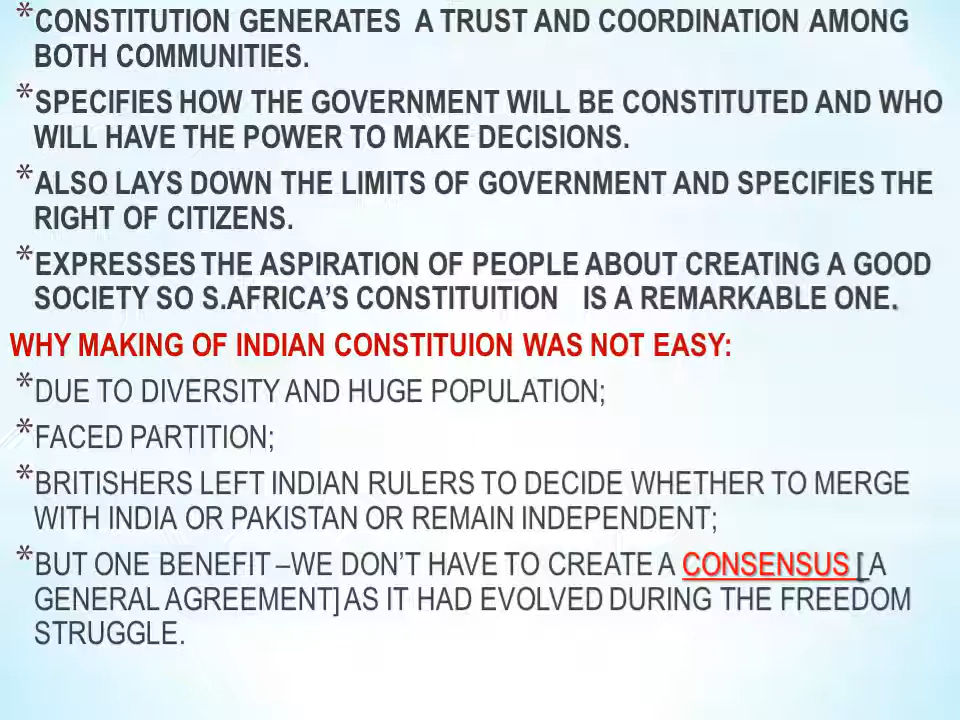 *CONSTITUTION GENERATES A TRUST AND COORDINATION AMONG
BOTH COMMUNITIES.
*SPECIFIES HOW THE GOVERNMENT WILL BE CONSTITUTED AND WHO
WILL HAVE THE POWER TO MAKE DECISIONS.
*ALSO LAYS DOWN THE LIMITS OF GOVERNMENT AND SPECIFIES THE
RIGHT OF CITIZENS.
*EXPRESSES THE ASPIRATION OF PEOPLE ABOUT CREATING A GOOD
SOCIETY SO S.AFRICA’S CONSTITUITION IS A REMARKABLE ONE.
WHY MAKING OF INDIAN CONSTITUION WAS NOT EASY:
*DUE TO DIVERSITY AND HUGE POPULATION;
*FACED PARTITION;
*BRITISHERS LEFT INDIAN RULERS TO DECIDE WHETHER TO MERGE
WITH INDIA OR PAKISTAN OR REMAIN INDEPENDENT;
*BUT ONE BENEFIT –WE DON’T HAVE TO CREATE A CONSENSUS [A
GENERAL AGREEMENT] AS IT HAD EVOLVED DURING THE FREEDOM
STRUGGLE.